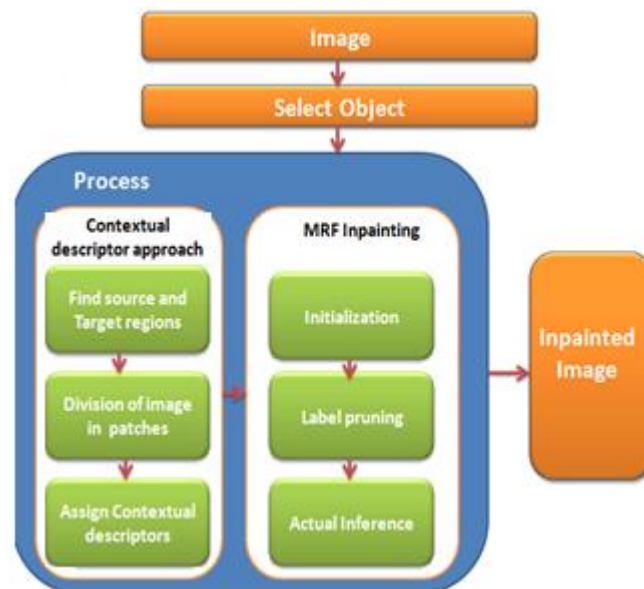 Image
Select Object
Process
Contextual
descriptor approach
Find source and
Target regions
Division of image
in patches
Assign Contextual
descriptors
MRF Inpainting
Initialization
Label pruning
Actual Inference
Inpainted
Image